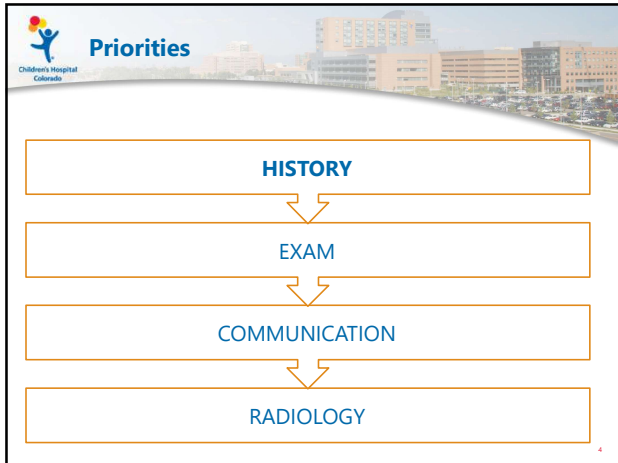 Priorities
Children's Hospital
Colorado
HISTORY
EXAM
COMMUNICATION
RADIOLOGY
4